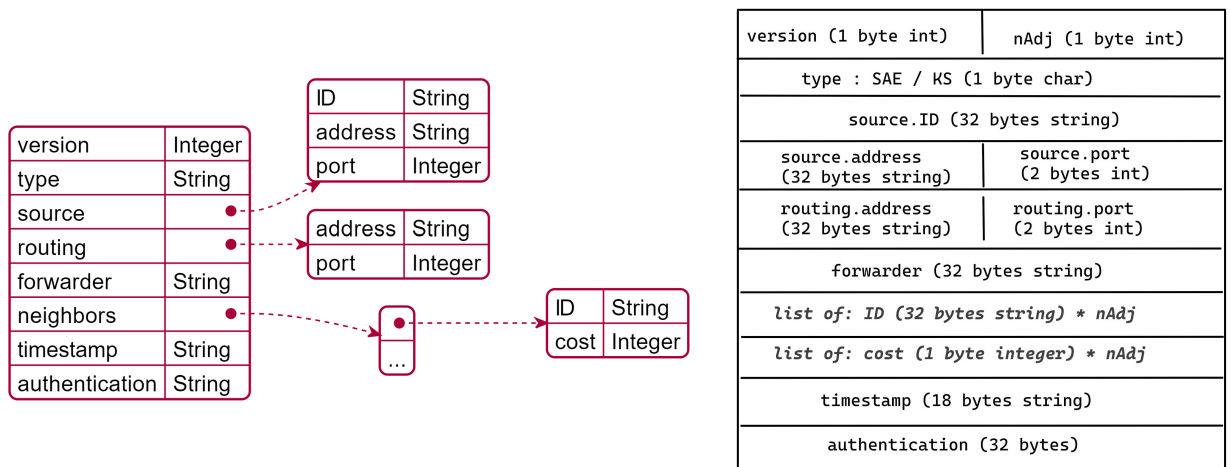 version Integer
type String
source
routing
forwarder String
neighbors
timestamp String
authentication String
ID String
address String
port Integer
address String
port Integer
...
ID String
cost Integer
version (1 byte int) nAdj (1 byte int)
type : SAE / KS (1 byte char)
source.ID (32 bytes string)
source.address
(32 bytes string)
source.port
(2 bytes int)
routing.address
(32 bytes string)
routing.port
(2 bytes int)
forwarder (32 bytes string)
list of: ID (32 bytes string) * nAdj
list of: cost (1 byte integer) * nAdj
timestamp (18 bytes string)
authentication (32 bytes)